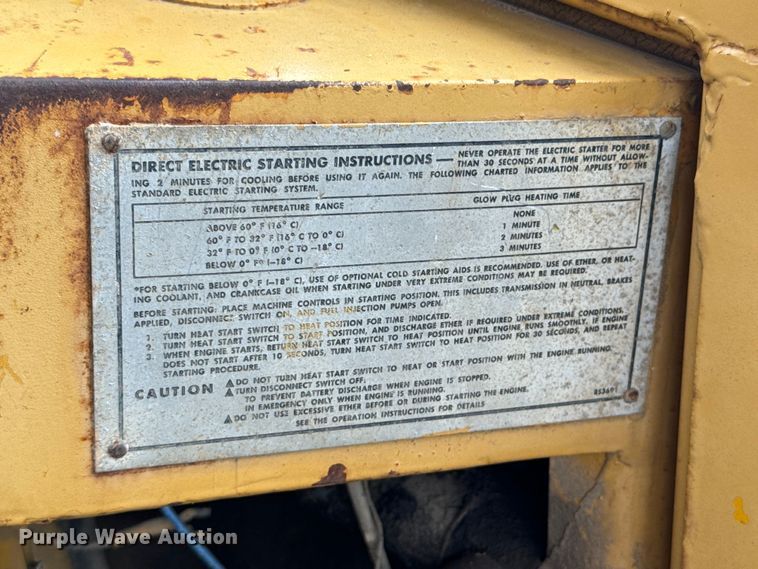 DIRECT ELECTRIC STARTING INSTRUCTIONS — NEVER OPERATE THE ELECTRIC STARTER FOR MORE
THAN 30 SECONDS AT A TIME WITHOUT ALLOW-
ING 2 MINUTES FOR COOLING BEFORE USING IT AGAIN. THE FOLLOWING CHARTED INFORMATION APPLIES TO THE
STANDARD ELECTRIC STARTING SYSTEM.
STARTING TEMPERATURE RANGE GLOW PLUG HEATING TIME
ABOVE 60° F (16° C) NONE
60° F TO 32° F (16° C TO 0° C) 1 MINUTE
32° F TO 0° F (0° C TO -18° C) 2 MINUTES
BELOW 0° F* (-18° C) 3 MINUTES
*FOR STARTING BELOW 0° F (-18° C), USE OF OPTIONAL COLD STARTING AIDS IS RECOMMENDED. USE OF ETHER, OR HEAT-
ING COOLANT, AND CRANKCASE OIL WHEN STARTING UNDER VERY EXTREME CONDITIONS MAY BE REQUIRED.
BEFORE STARTING: PLACE MACHINE CONTROLS IN STARTING POSITION. THIS INCLUDES TRANSMISSION IN NEUTRAL, BRAKES
APPLIED, DISCONNECT SWITCH ON, AND FUEL INJECTION PUMPS OPEN.
1. TURN HEAT START SWITCH TO HEAT POSITION FOR TIME INDICATED.
2. TURN HEAT START SWITCH TO START POSITION, AND DISCHARGE ETHER IF REQUIRED UNDER EXTREME CONDITIONS.
3. WHEN ENGINE STARTS, RETURN HEAT START SWITCH TO HEAT POSITION UNTIL ENGINE RUNS SMOOTHLY. IF ENGINE
DOES NOT START AFTER 10 SECONDS, TURN HEAT START SWITCH TO HEAT POSITION FOR 30 SECONDS, AND REPEAT
STARTING PROCEDURE.
CAUTION ▲DO NOT TURN HEAT START SWITCH TO HEAT OR START POSITION WITH THE ENGINE RUNNING.
▲TURN DISCONNECT SWITCH OFF.
TO PREVENT BATTERY DISCHARGE WHEN ENGINE IS STOPPED.
IN EMERGENCY ONLY WHEN ENGINE IS RUNNING.
▲DO NOT USE EXCESSIVE ETHER BEFORE OR DURING STARTING THE ENGINE.
SEE THE OPERATION INSTRUCTIONS FOR DETAILS
8S3691
Purple Wave Auction